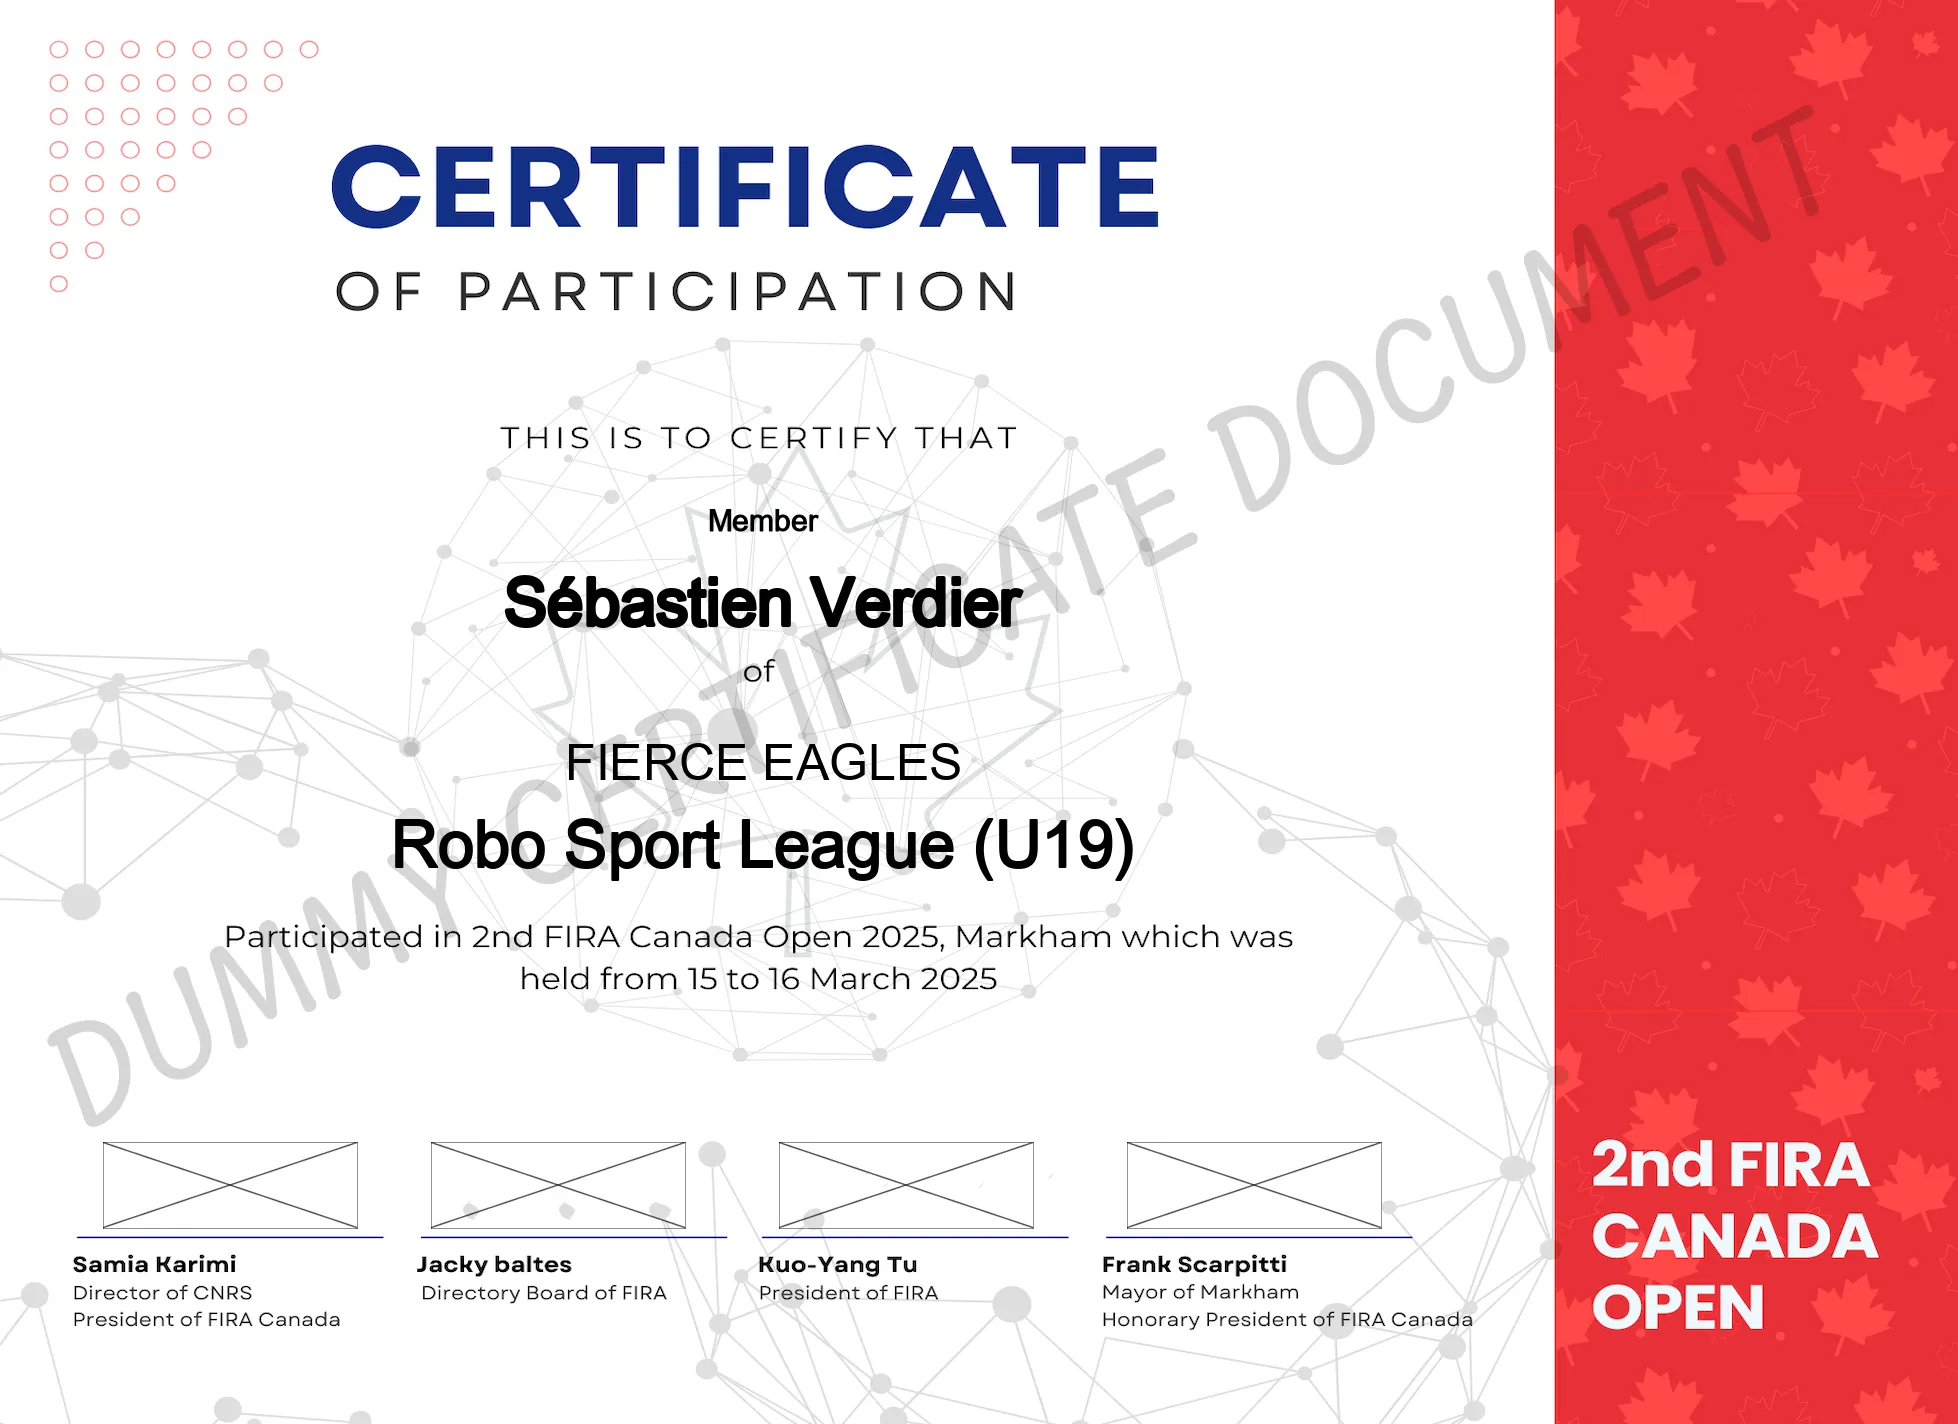 CERTIFICATE
OF PARTICIPATION
THIS IS TO CERTIFY THAT
Member
Sébastien Verdier
of
FIERCE EAGLES
Robo Sport League (U19)
Participated in 2nd FIRA Canada Open 2025, Markham which was
held from 15 to 16 March 2025
DUMMY CERTIFICATE DOCUMENT
Samia Karimi
Director of CNRS
President of FIRA Canada
Jacky baltes
Directory Board of FIRA
Kuo-Yang Tu
President of FIRA
Frank Scarpitti
Mayor of Markham
Honorary President of FIRA Canada
2nd FIRA
CANADA
OPEN